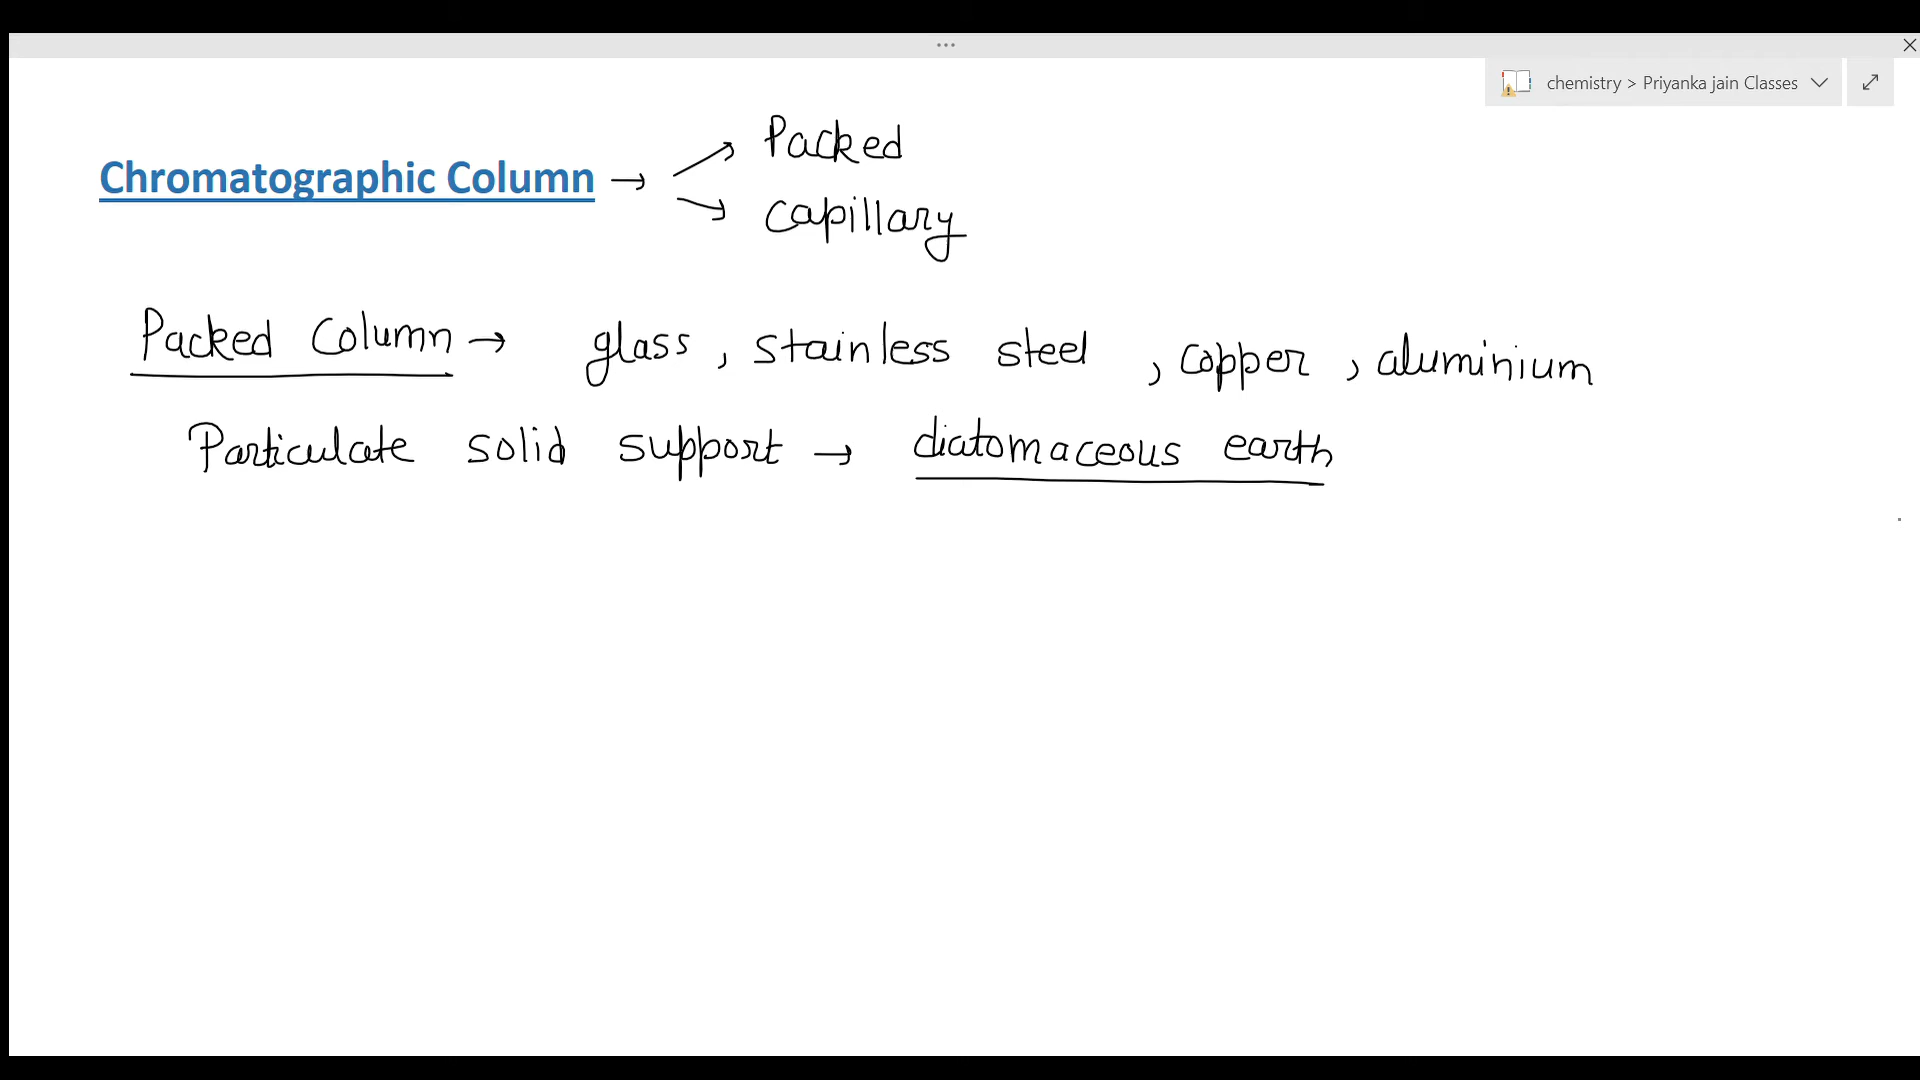 chemistry > Priyanka jain Classes
Packed
Chromatographic Column →
Capillary
Packed Column → glass, stainless steel, copper, aluminium
Particulate solid support → diatomaceous earth